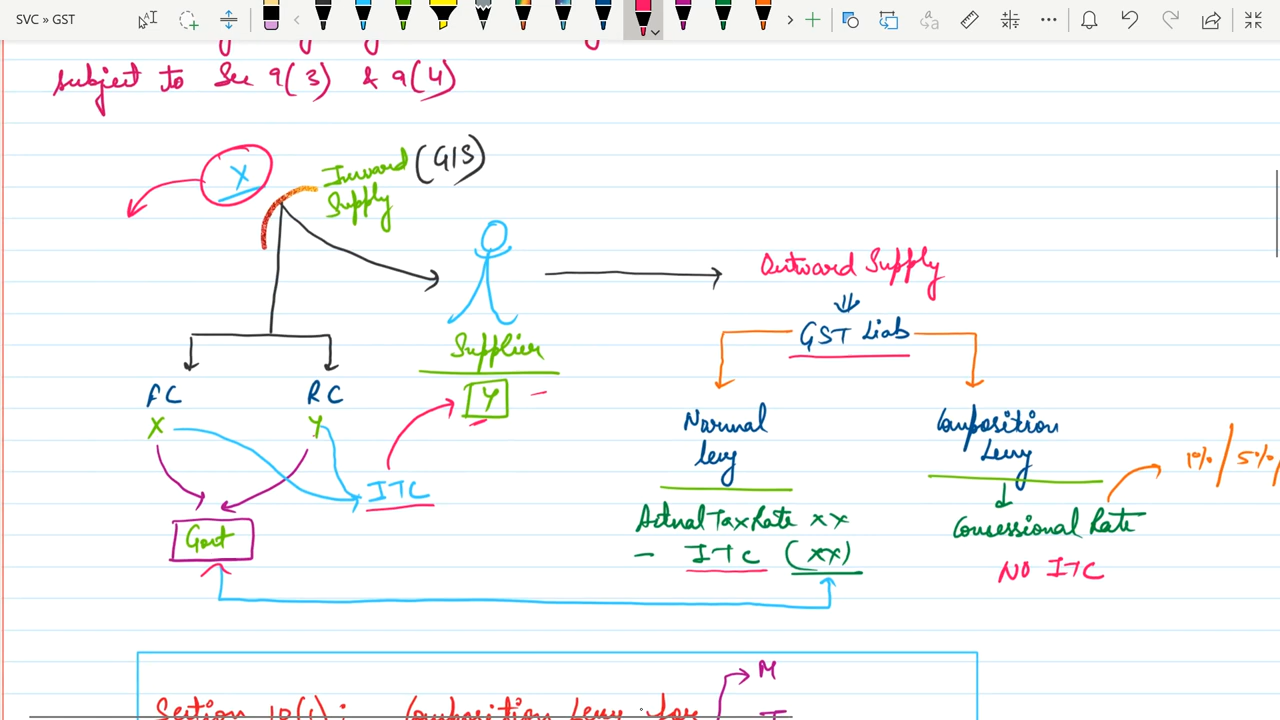 SVC » GST
subject to Sec 9(3) & 9(4)
X
Inward (G/S)
Supply
Outward Supply
GST Liab
Supplier
Y
FC RC
X Y
ITC
Govt
Normal
levy
Composition
Levy
1% / 5% /
Actual Tax Rate xx
- ITC (xx)
Concessional Rate
NO ITC
M
Section 10(1): Composition Levy for
T